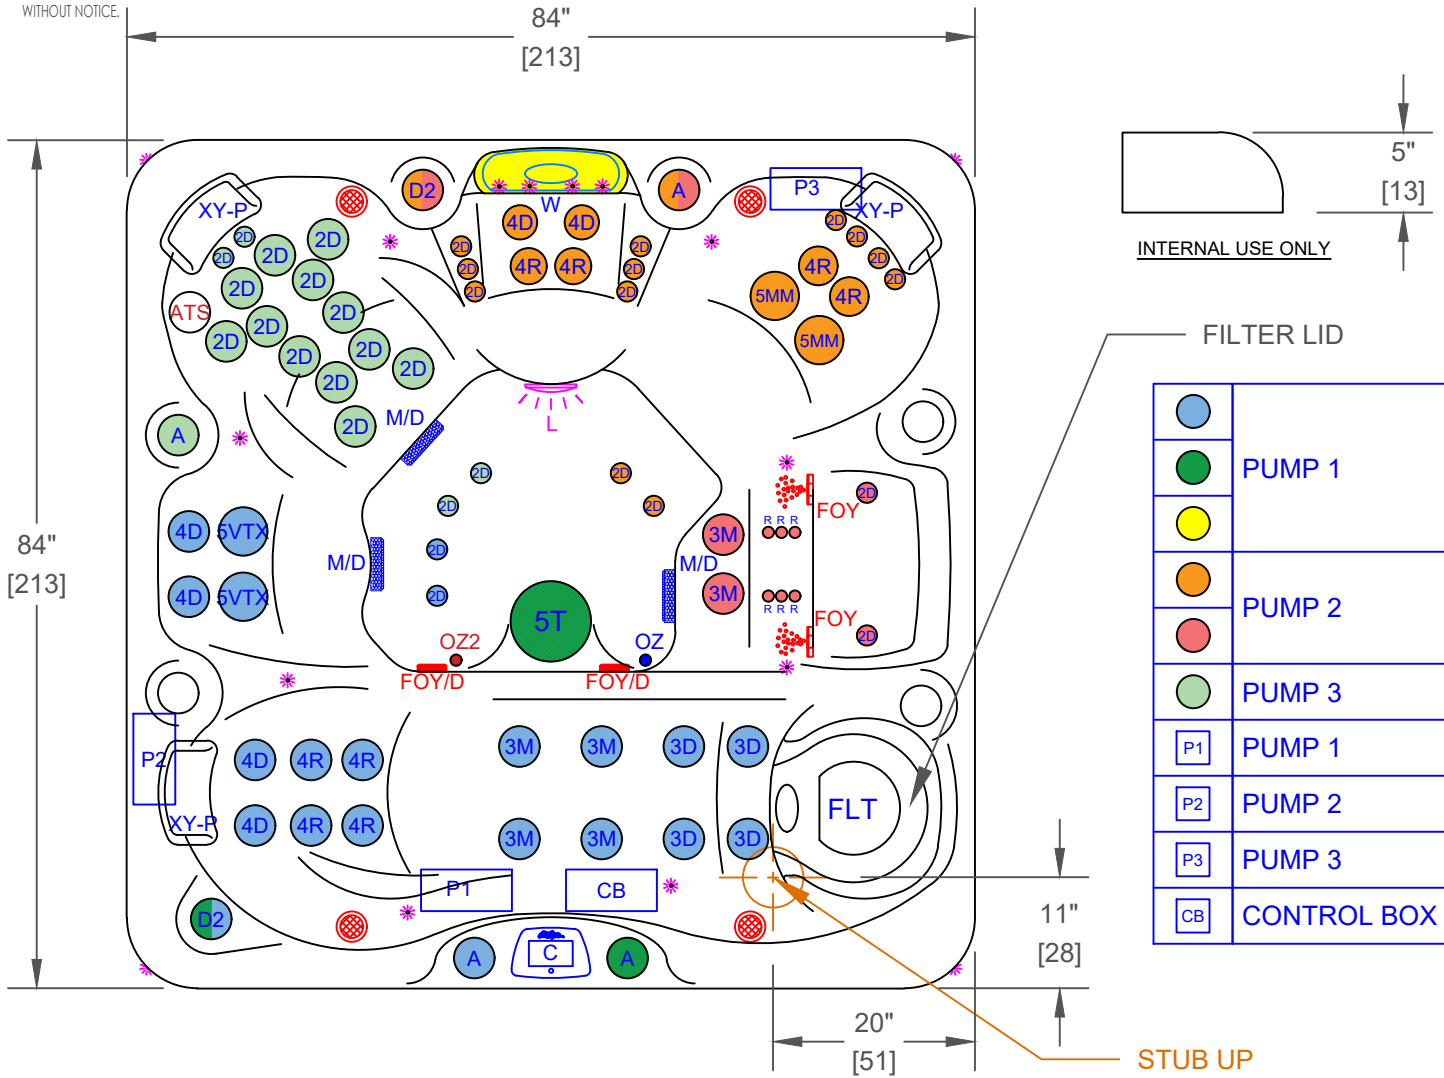 WITHOUT NOTICE.
84"
[213]
5"
[13]
INTERNAL USE ONLY
FILTER LID
84"
[213]
XY-P
D2
W
A
P3
XY-P
2D
2D
2D
2D
2D
2D
2D
2D
2D
2D
2D
2D
2D
2D
ATS
4D
4D
4R
4R
2D
2D
2D
2D
2D
2D
2D
2D
2D
2D
4R
4R
5MM
5MM
A
M/D
L
2D
2D
2D
2D
2D
2D
4D
5VTX
4D
5VTX
M/D
M/D
3M
3M
FOY
R R R
R R R
FOY
2D
2D
5T
OZ2
OZ
FOY/D
FOY/D
P2
XY-P
4D
4R
4R
4D
4R
4R
3M
3M
3D
3D
3M
3M
3D
3D
FLT
P1
CB
D2
A
C
A
11"
[28]
20"
[51]
STUB UP
PUMP 1
PUMP 2
PUMP 3
P1 PUMP 1
P2 PUMP 2
P3 PUMP 3
CB CONTROL BOX